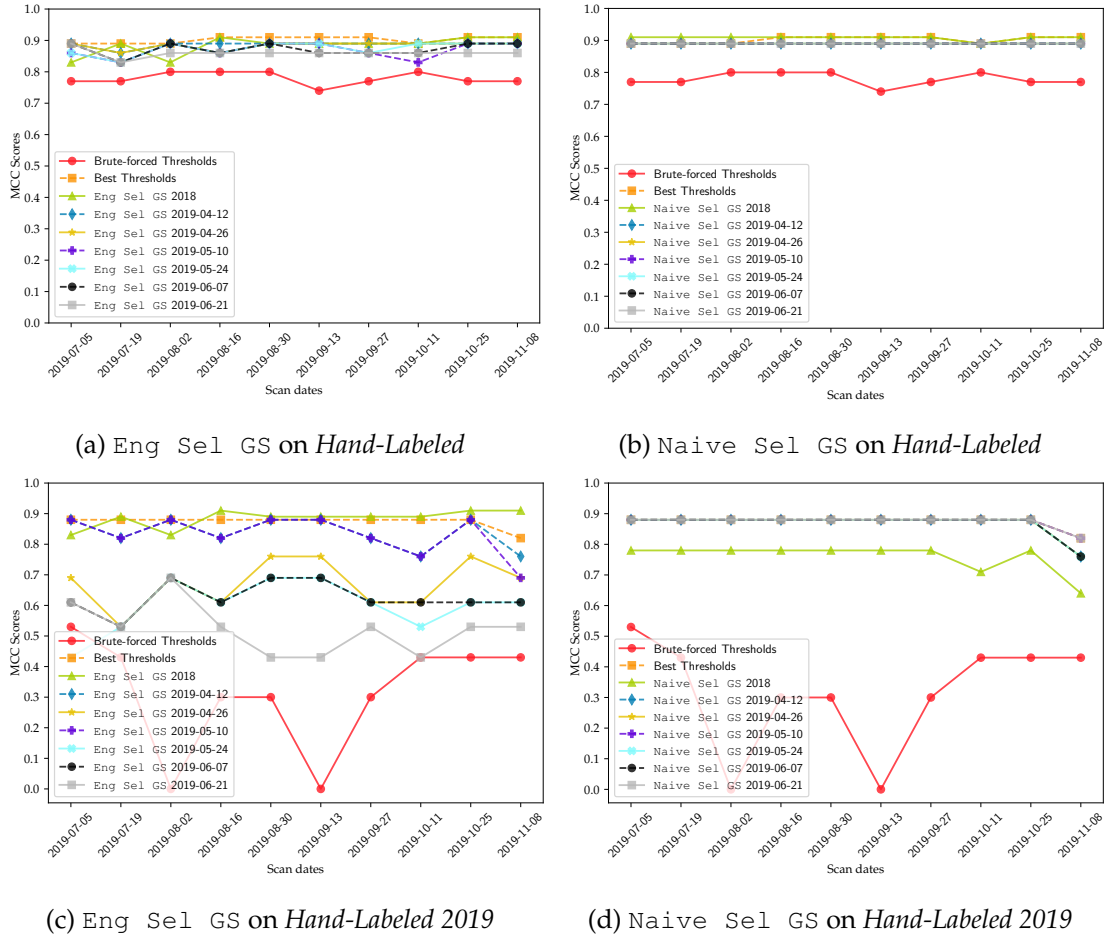 1.0
0.9
0.8
0.7
0.6
0.5
0.4
0.3
0.2
0.1
0.0
MCC Scores
Brute-forced Thresholds
Best Thresholds
Eng Sel GS 2018
Eng Sel GS 2019-04-12
Eng Sel GS 2019-04-26
Eng Sel GS 2019-05-10
Eng Sel GS 2019-05-24
Eng Sel GS 2019-06-07
Eng Sel GS 2019-06-21
2019-07-05
2019-07-19
2019-08-02
2019-08-16
2019-08-30
2019-09-13
2019-09-27
2019-10-11
2019-10-25
2019-11-08
Scan dates
(a) Eng Sel GS on Hand-Labeled
1.0
0.9
0.8
0.7
0.6
0.5
0.4
0.3
0.2
0.1
0.0
MCC Scores
Brute-forced Thresholds
Best Thresholds
Naive Sel GS 2018
Naive Sel GS 2019-04-12
Naive Sel GS 2019-04-26
Naive Sel GS 2019-05-10
Naive Sel GS 2019-05-24
Naive Sel GS 2019-06-07
Naive Sel GS 2019-06-21
2019-07-05
2019-07-19
2019-08-02
2019-08-16
2019-08-30
2019-09-13
2019-09-27
2019-10-11
2019-10-25
2019-11-08
Scan dates
(b) Naive Sel GS on Hand-Labeled
1.0
0.9
0.8
0.7
0.6
0.5
0.4
0.3
0.2
0.1
0.0
MCC Scores
Brute-forced Thresholds
Best Thresholds
Eng Sel GS 2018
Eng Sel GS 2019-04-12
Eng Sel GS 2019-04-26
Eng Sel GS 2019-05-10
Eng Sel GS 2019-05-24
Eng Sel GS 2019-06-07
Eng Sel GS 2019-06-21
2019-07-05
2019-07-19
2019-08-02
2019-08-16
2019-08-30
2019-09-13
2019-09-27
2019-10-11
2019-10-25
2019-11-08
Scan dates
(c) Eng Sel GS on Hand-Labeled 2019
1.0
0.9
0.8
0.7
0.6
0.5
0.4
0.3
0.2
0.1
0.0
MCC Scores
Brute-forced Thresholds
Best Thresholds
Naive Sel GS 2018
Naive Sel GS 2019-04-12
Naive Sel GS 2019-04-26
Naive Sel GS 2019-05-10
Naive Sel GS 2019-05-24
Naive Sel GS 2019-06-07
Naive Sel GS 2019-06-21
2019-07-05
2019-07-19
2019-08-02
2019-08-16
2019-08-30
2019-09-13
2019-09-27
2019-10-11
2019-10-25
2019-11-08
Scan dates
(d) Naive Sel GS on Hand-Labeled 2019